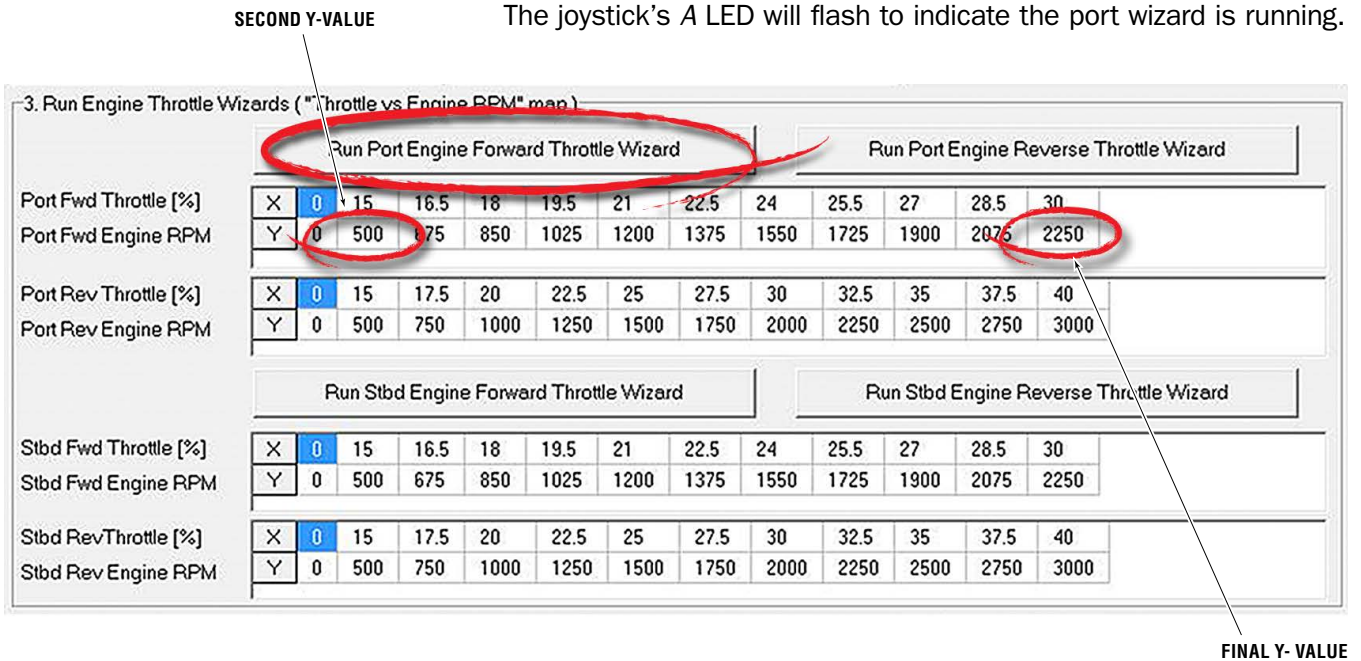 The joystick's A LED will flash to indicate the port wizard is running.
SECOND Y-VALUE
3. Run Engine Throttle Wizards ( "Throttle vs Engine RPM" map )
Run Port Engine Forward Throttle Wizard Run Port Engine Reverse Throttle Wizard
Port Fwd Throttle [%] X 0 15 16.5 18 19.5 21 22.5 24 25.5 27 28.5 30
Port Fwd Engine RPM Y 0 500 675 850 1025 1200 1375 1550 1725 1900 2075 2250
Port Rev Throttle [%] X 0 15 17.5 20 22.5 25 27.5 30 32.5 35 37.5 40
Port Rev Engine RPM Y 0 500 750 1000 1250 1500 1750 2000 2250 2500 2750 3000
Run Stbd Engine Forward Throttle Wizard Run Stbd Engine Reverse Throttle Wizard
Stbd Fwd Throttle [%] X 0 15 16.5 18 19.5 21 22.5 24 25.5 27 28.5 30
Stbd Fwd Engine RPM Y 0 500 675 850 1025 1200 1375 1550 1725 1900 2075 2250
Stbd RevThrottle [%] X 0 15 17.5 20 22.5 25 27.5 30 32.5 35 37.5 40
Stbd Rev Engine RPM Y 0 500 750 1000 1250 1500 1750 2000 2250 2500 2750 3000
FINAL Y- VALUE